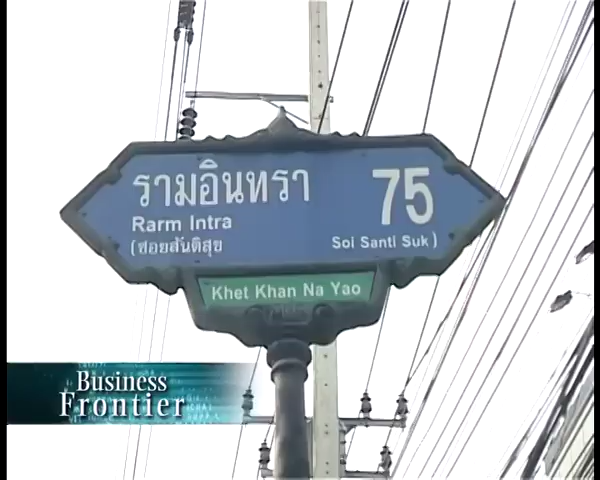 รามอินทรา 75
Rarm Intra
(ซอยสันติสุข Soi Santi Suk)
Khet Khan Na Yao
Business
Frontier